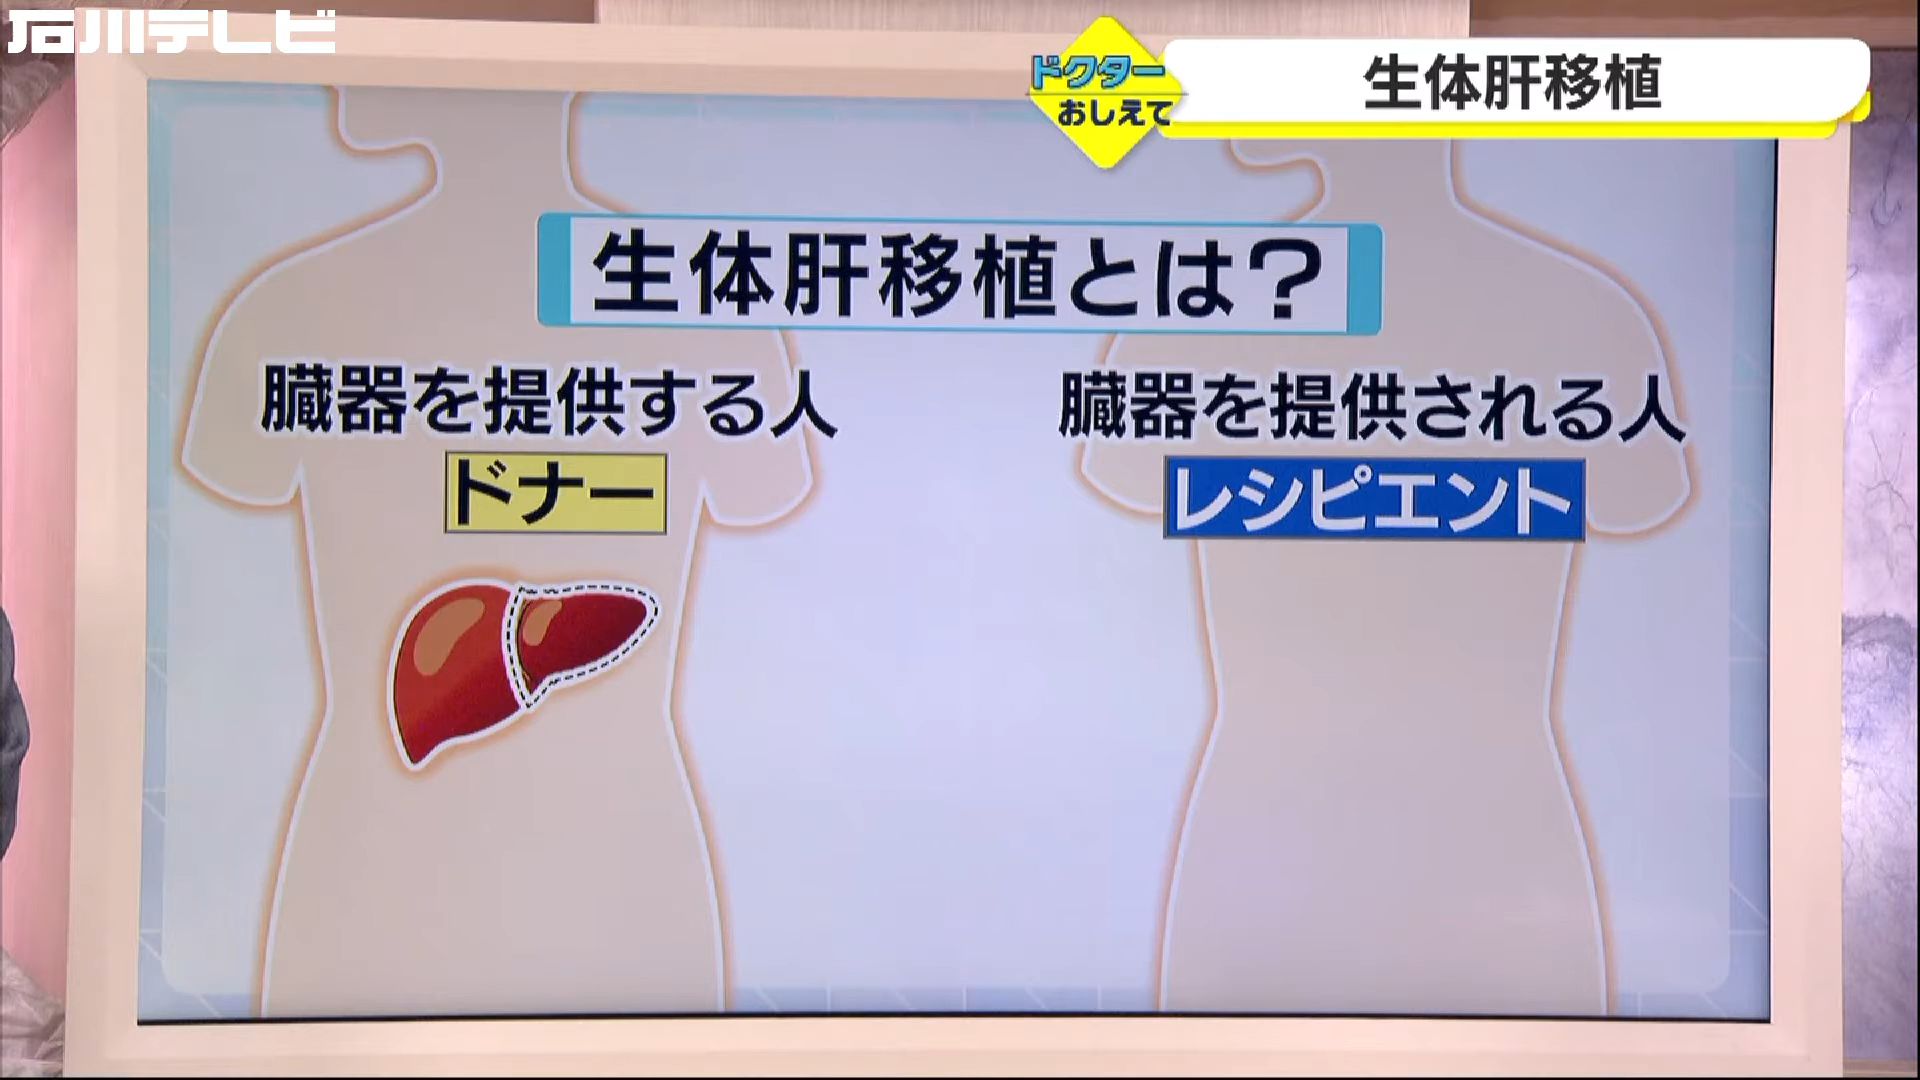 石川テレビ
ドクター
おしえて
生体肝移植
生体肝移植とは?
臓器を提供する人
ドナー
臓器を提供される人
レシピエント